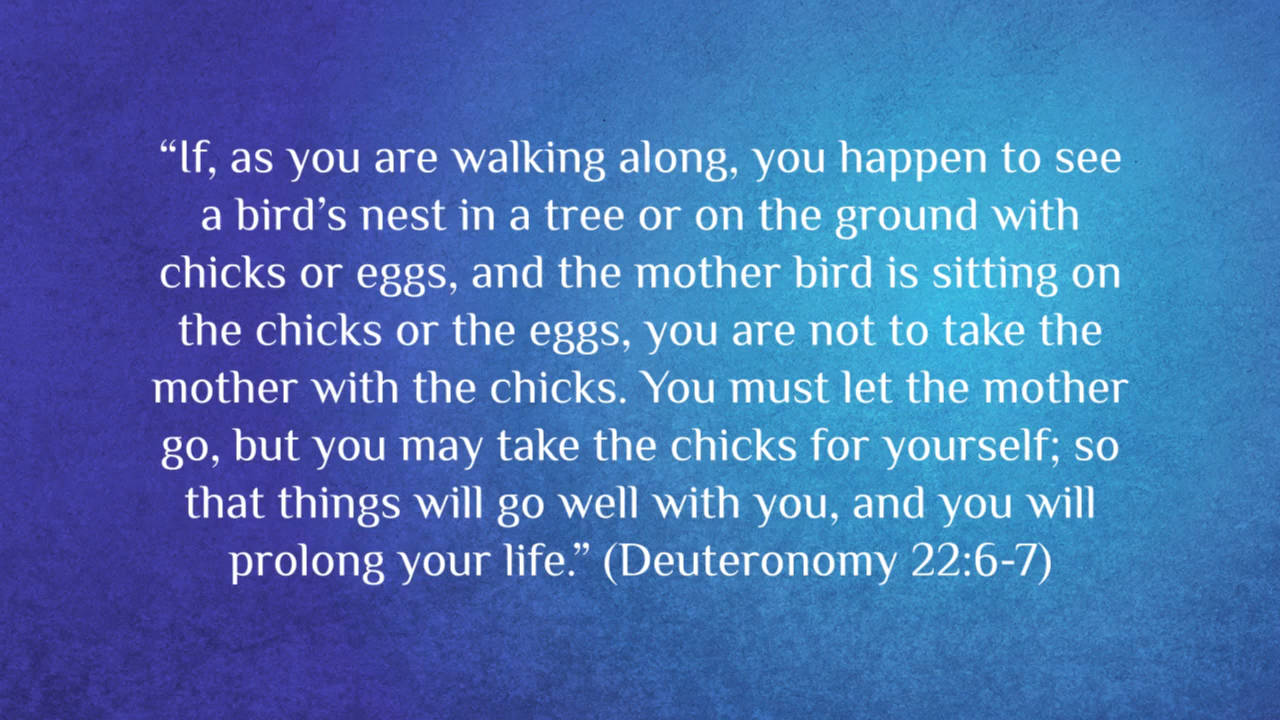 “If, as you are walking along, you happen to see
a bird’s nest in a tree or on the ground with
chicks or eggs, and the mother bird is sitting on
the chicks or the eggs, you are not to take the
mother with the chicks. You must let the mother
go, but you may take the chicks for yourself; so
that things will go well with you, and you will
prolong your life.” (Deuteronomy 22:6-7)